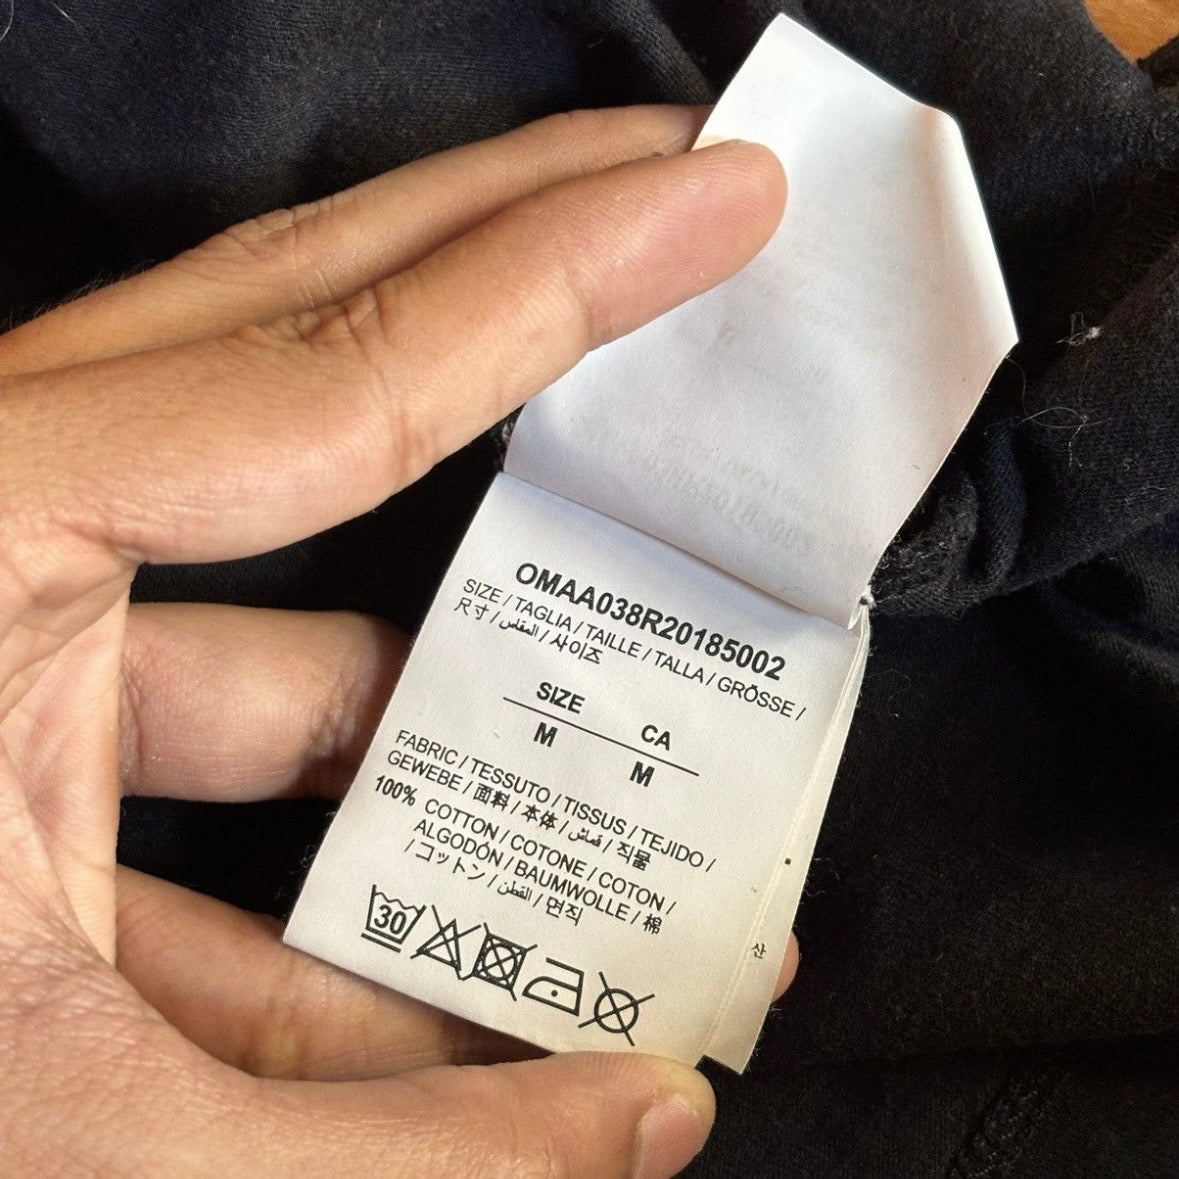 OMAA038R20185002
SIZE / TAGLIA / TAILLE / TALLA / GRÖSSE /
尺寸 / المقاس / 사이즈
SIZE CA
M M
FABRIC / TESSUTO / TISSUS / TEJIDO /
GEWEBE / 面料 / 本体 / قماش / 직물
100% COTTON / COTONE / COTON /
ALGODÓN / BAUMWOLLE / 棉
/ コットン / القطن / 면직
30
산